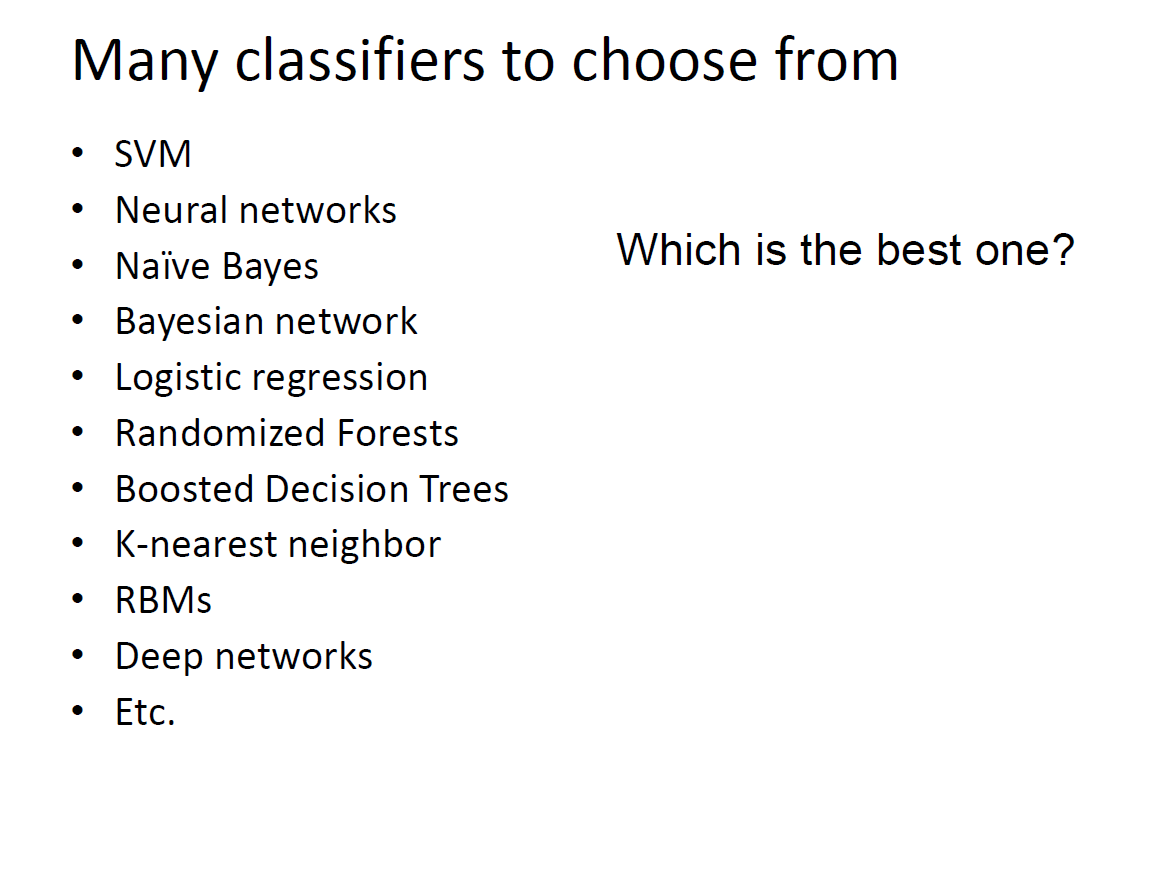 Many classifiers to choose from
• SVM
• Neural networks
• Naïve Bayes
• Bayesian network
• Logistic regression
• Randomized Forests
• Boosted Decision Trees
• K-nearest neighbor
• RBMs
• Deep networks
• Etc.
Which is the best one?